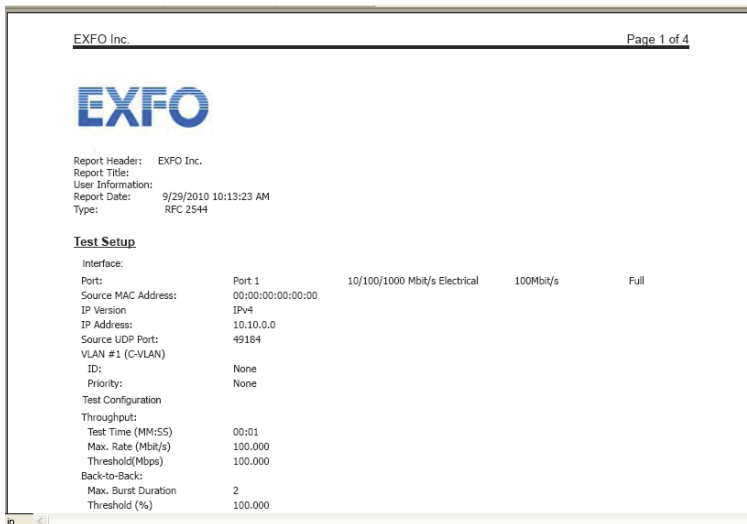 EXFO Inc. Page 1 of 4
EXFO
Report Header: EXFO Inc.
Report Title:
User Information:
Report Date: 9/29/2010 10:13:23 AM
Type: RFC 2544
Test Setup
Interface:
Port: Port 1 10/100/1000 Mbit/s Electrical 100Mbit/s Full
Source MAC Address: 00:00:00:00:00:00
IP Version IPv4
IP Address: 10.10.0.0
Source UDP Port: 49184
VLAN #1 (C-VLAN)
ID: None
Priority: None
Test Configuration
Throughput:
Test Time (MM:SS) 00:01
Max. Rate (Mbit/s) 100.000
Threshold(Mbps) 100.000
Back-to-Back:
Max. Burst Duration 2
Threshold (%) 100.000
in